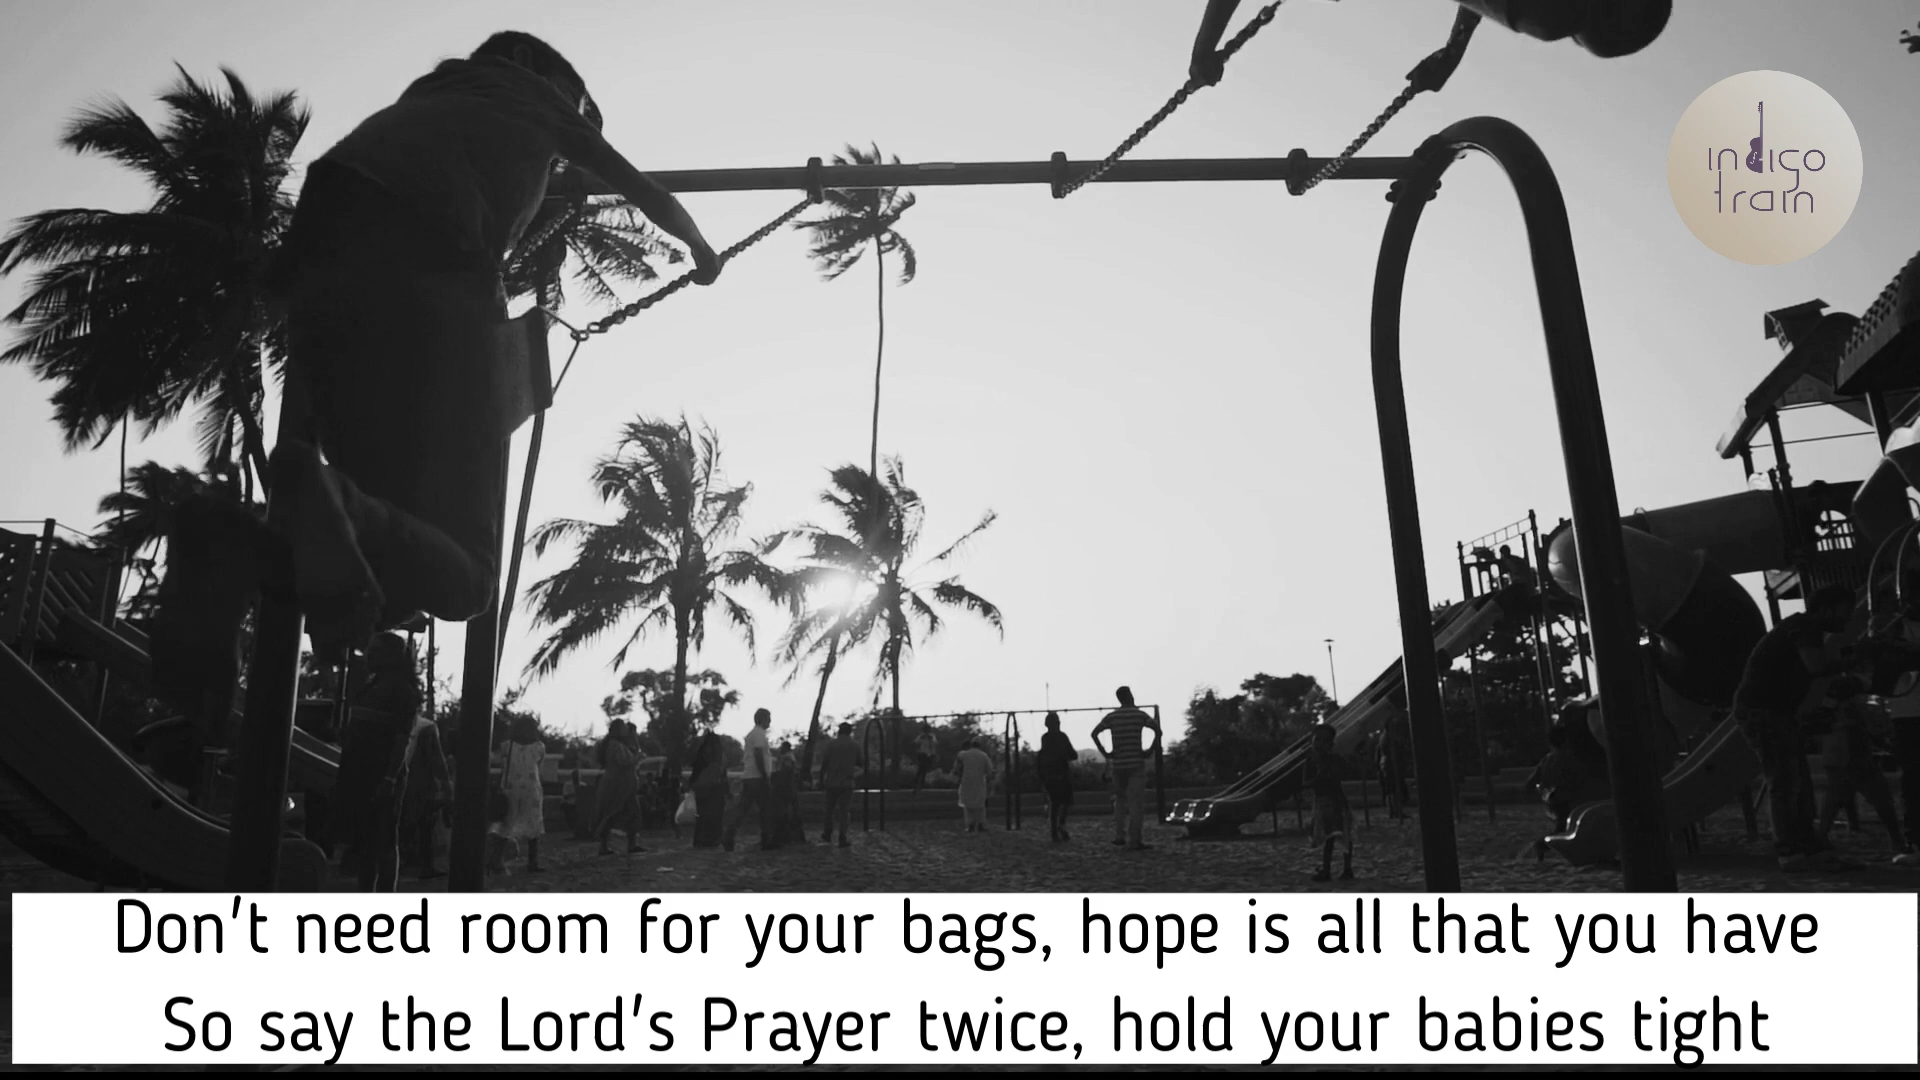 Indigo
train
Don't need room for your bags, hope is all that you have
So say the Lord's Prayer twice, hold your babies tight